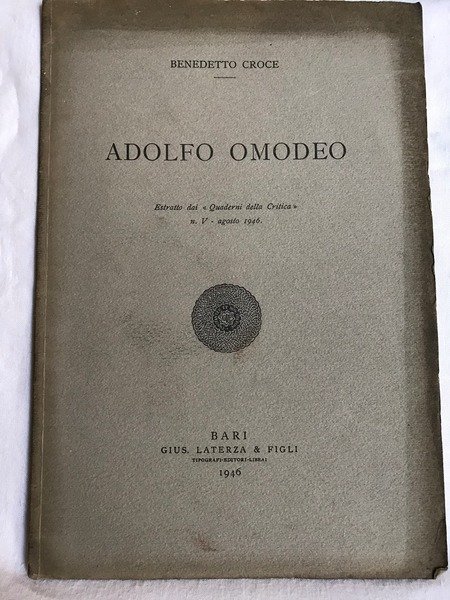 BENEDETTO CROCE
ADOLFO OMODEO
Estratto dai « Quaderni della Critica »
n. V - agosto 1946.
BARI
GIUS. LATERZA & FIGLI
TIPOGRAFI-EDITORI-LIBRAI
1946